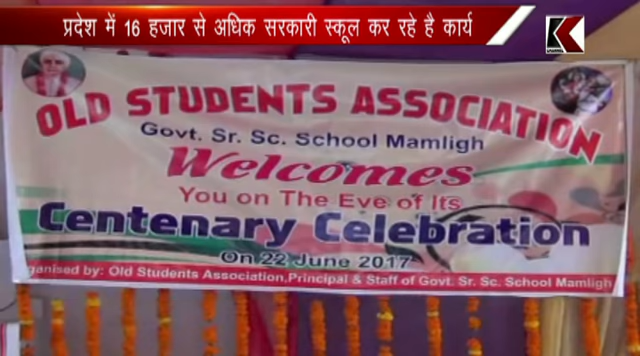 प्रदेश में 16 हजार से अधिक सरकारी स्कूल कर रहे है कार्य
OLD STUDENTS ASSOCIATION
Govt. Sr. Sc. School Mamligh
Welcomes
You on The Eve of Its
Centenary Celebration
On 22 June 2017
rganised by: Old Students Association,Principal & Staff of Govt. Sr. Sc. School Mamligh